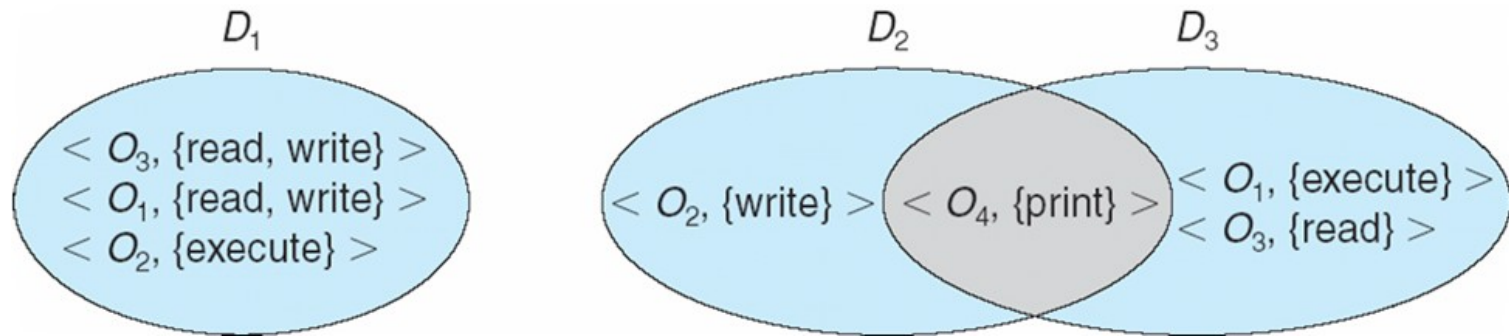 D₁
D₂
D₃
< O₃, {read, write} >
< O₁, {read, write} >
< O₂, {execute} >
< O₂, {write} >
< O₄, {print} >
< O₁, {execute} >
< O₃, {read} >